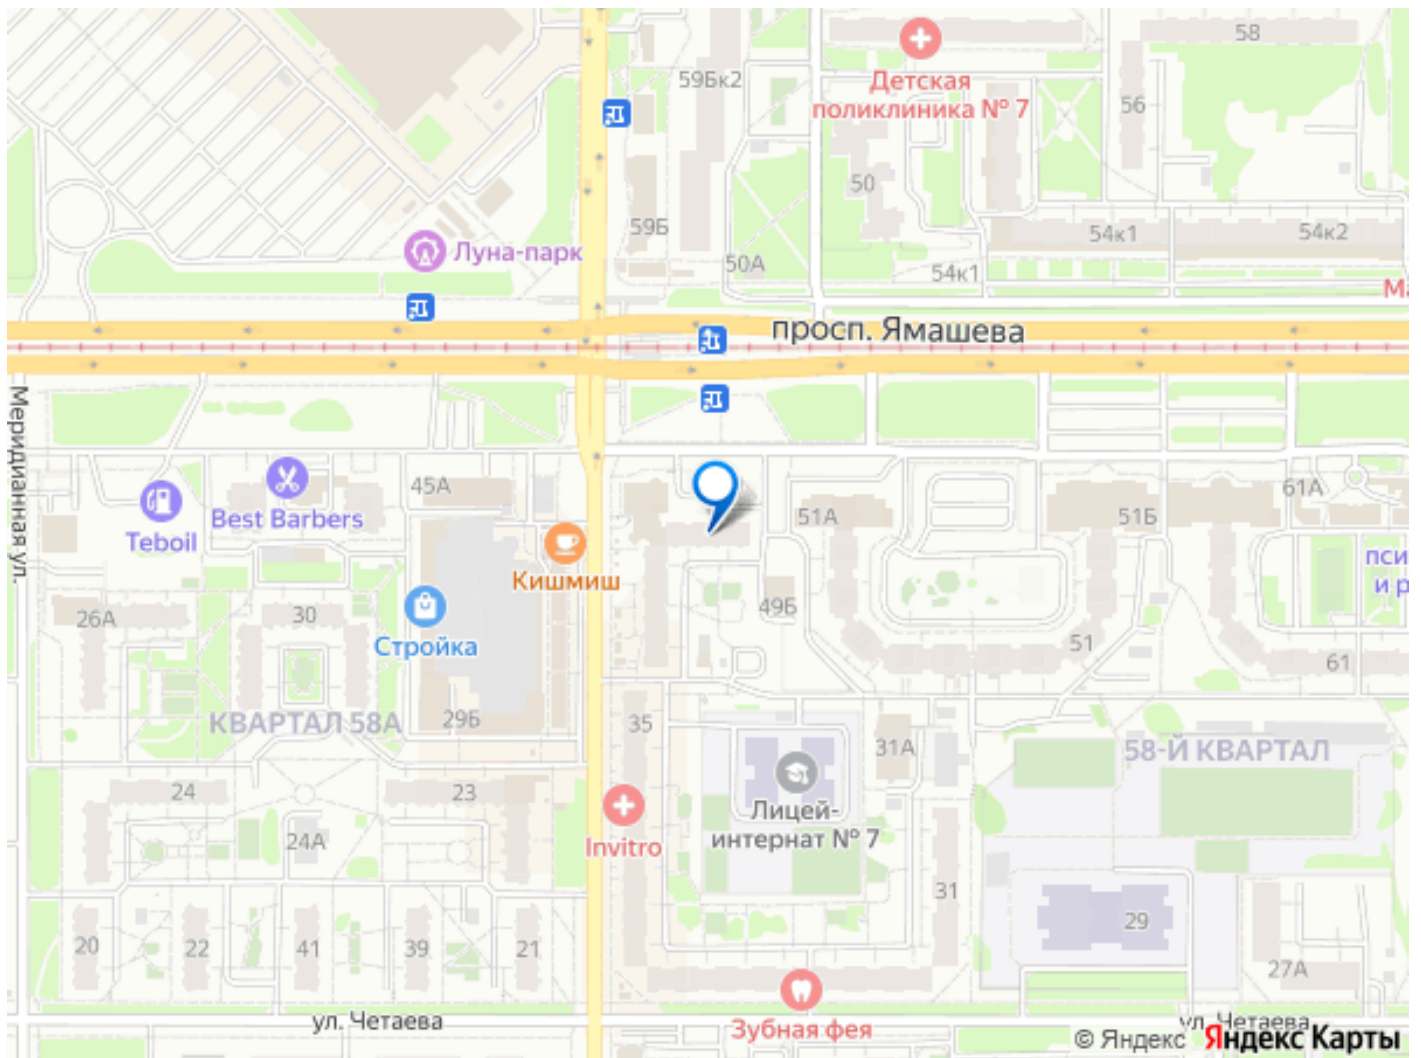 58
59Бк2
Детская
поликлиника № 7
56
50
59Б
54к1
54к2
Луна-парк
50А
54к1
Ма
просп. Ямашева
Меридианная ул.
45А
61А
Best Barbers
51А
51Б
Teboil
Кишмиш
пси
и р
26А
30
49Б
Стройка
51
61
КВАРТАЛ 58А
29Б
35
31А
58-Й КВАРТАЛ
24
23
Лицей-
интернат № 7
24А
Invitro
31
20
22
41
39
21
29
27А
ул. Четаева
Зубная фея
ул. Четаева
© Яндекс Яндекс Карты